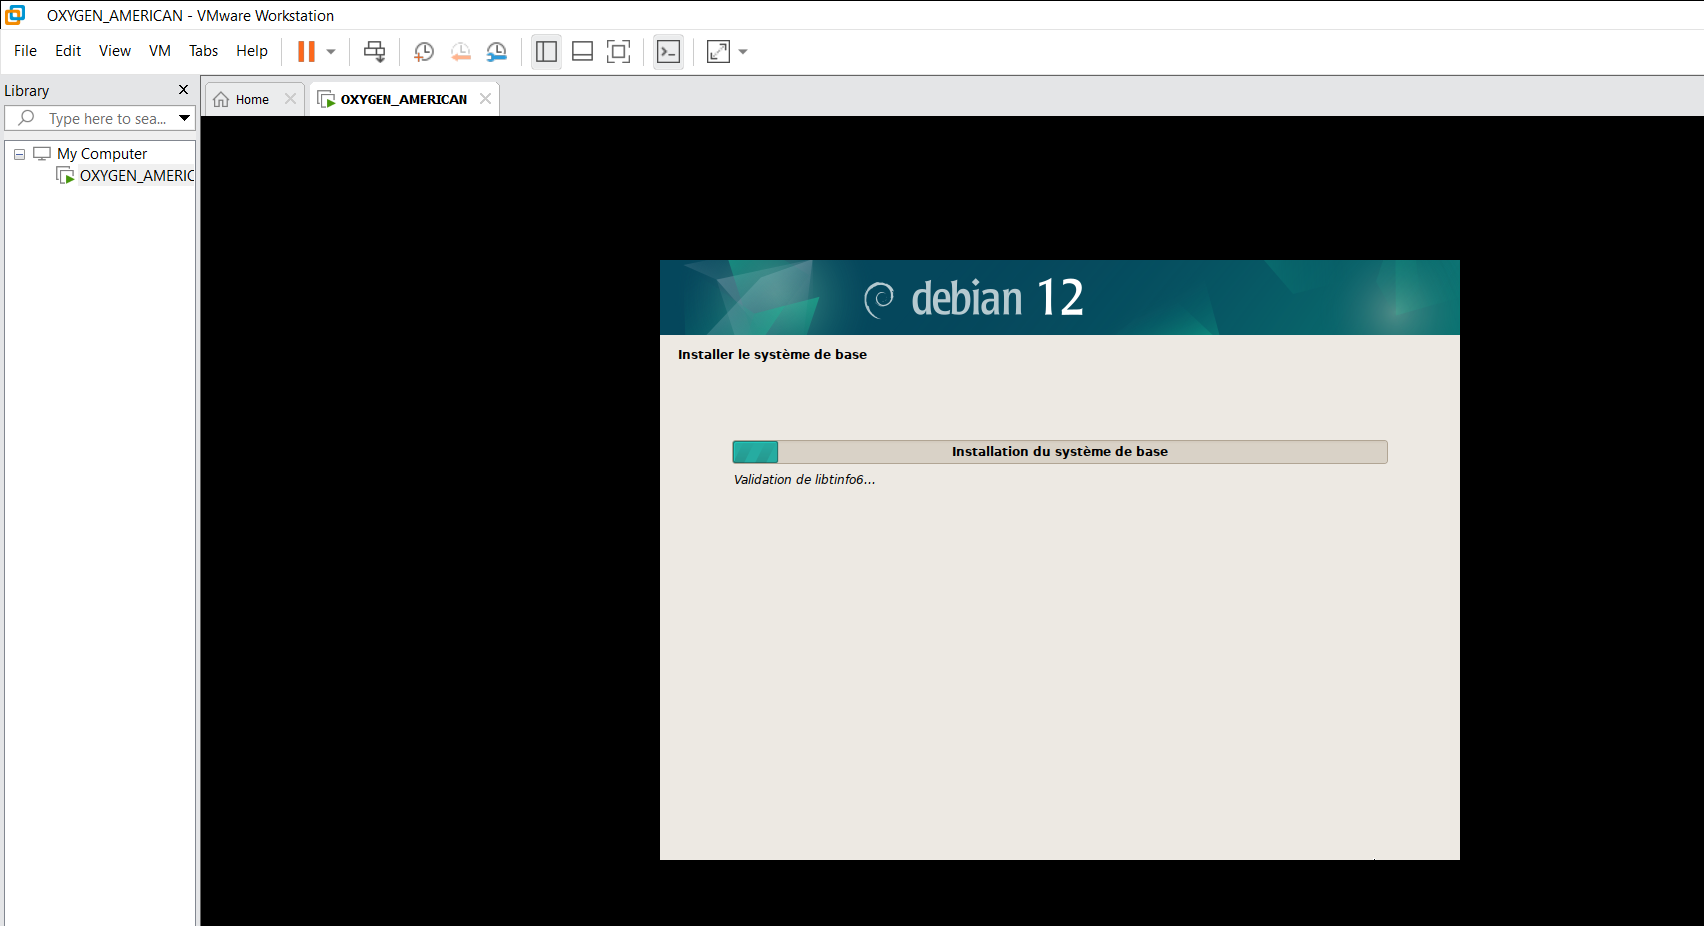 OXYGEN_AMERICAN - VMware Workstation
File Edit View VM Tabs Help
Library
Type here to sea...
My Computer
OXYGEN_AMERIC
Home
OXYGEN_AMERICAN
debian 12
Installer le système de base
Installation du système de base
Validation de libtinfo6...